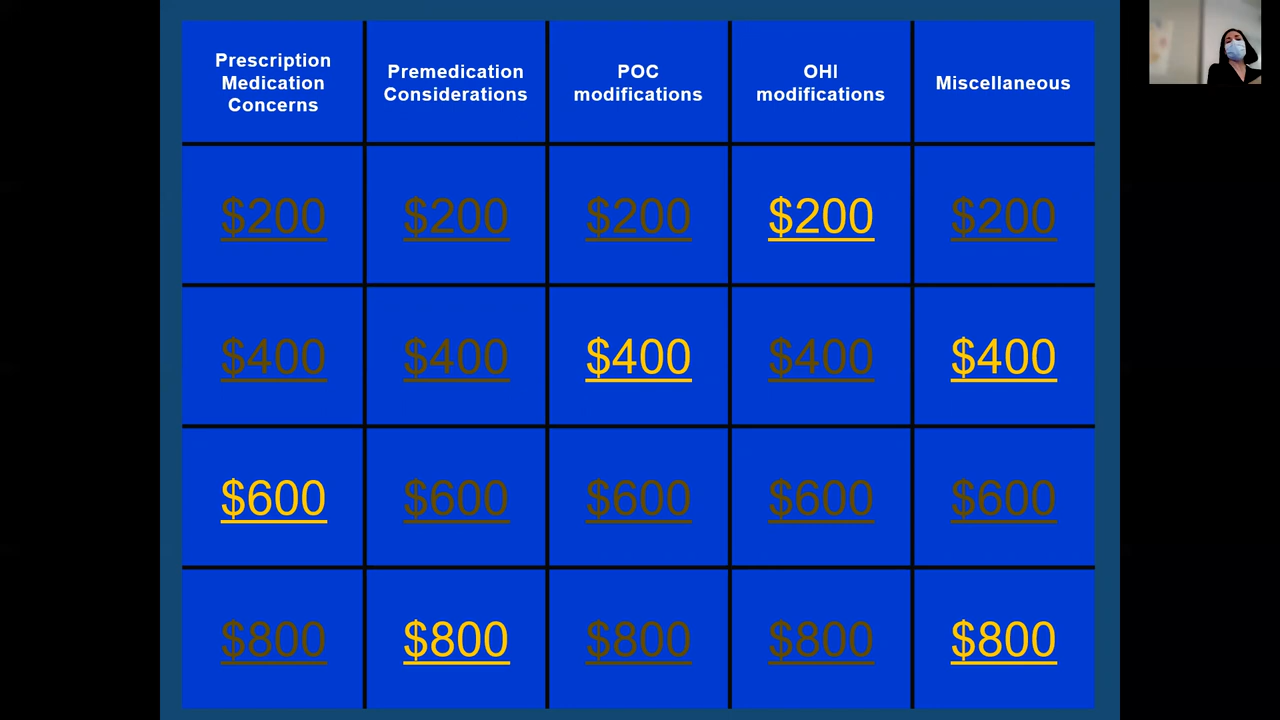 Prescription
Medication
Concerns
Premedication
Considerations
POC
modifications
OHI
modifications
Miscellaneous
$200
$200
$200
$200
$200
$400
$400
$400
$400
$400
$600
$600
$600
$600
$600
$800
$800
$800
$800
$800